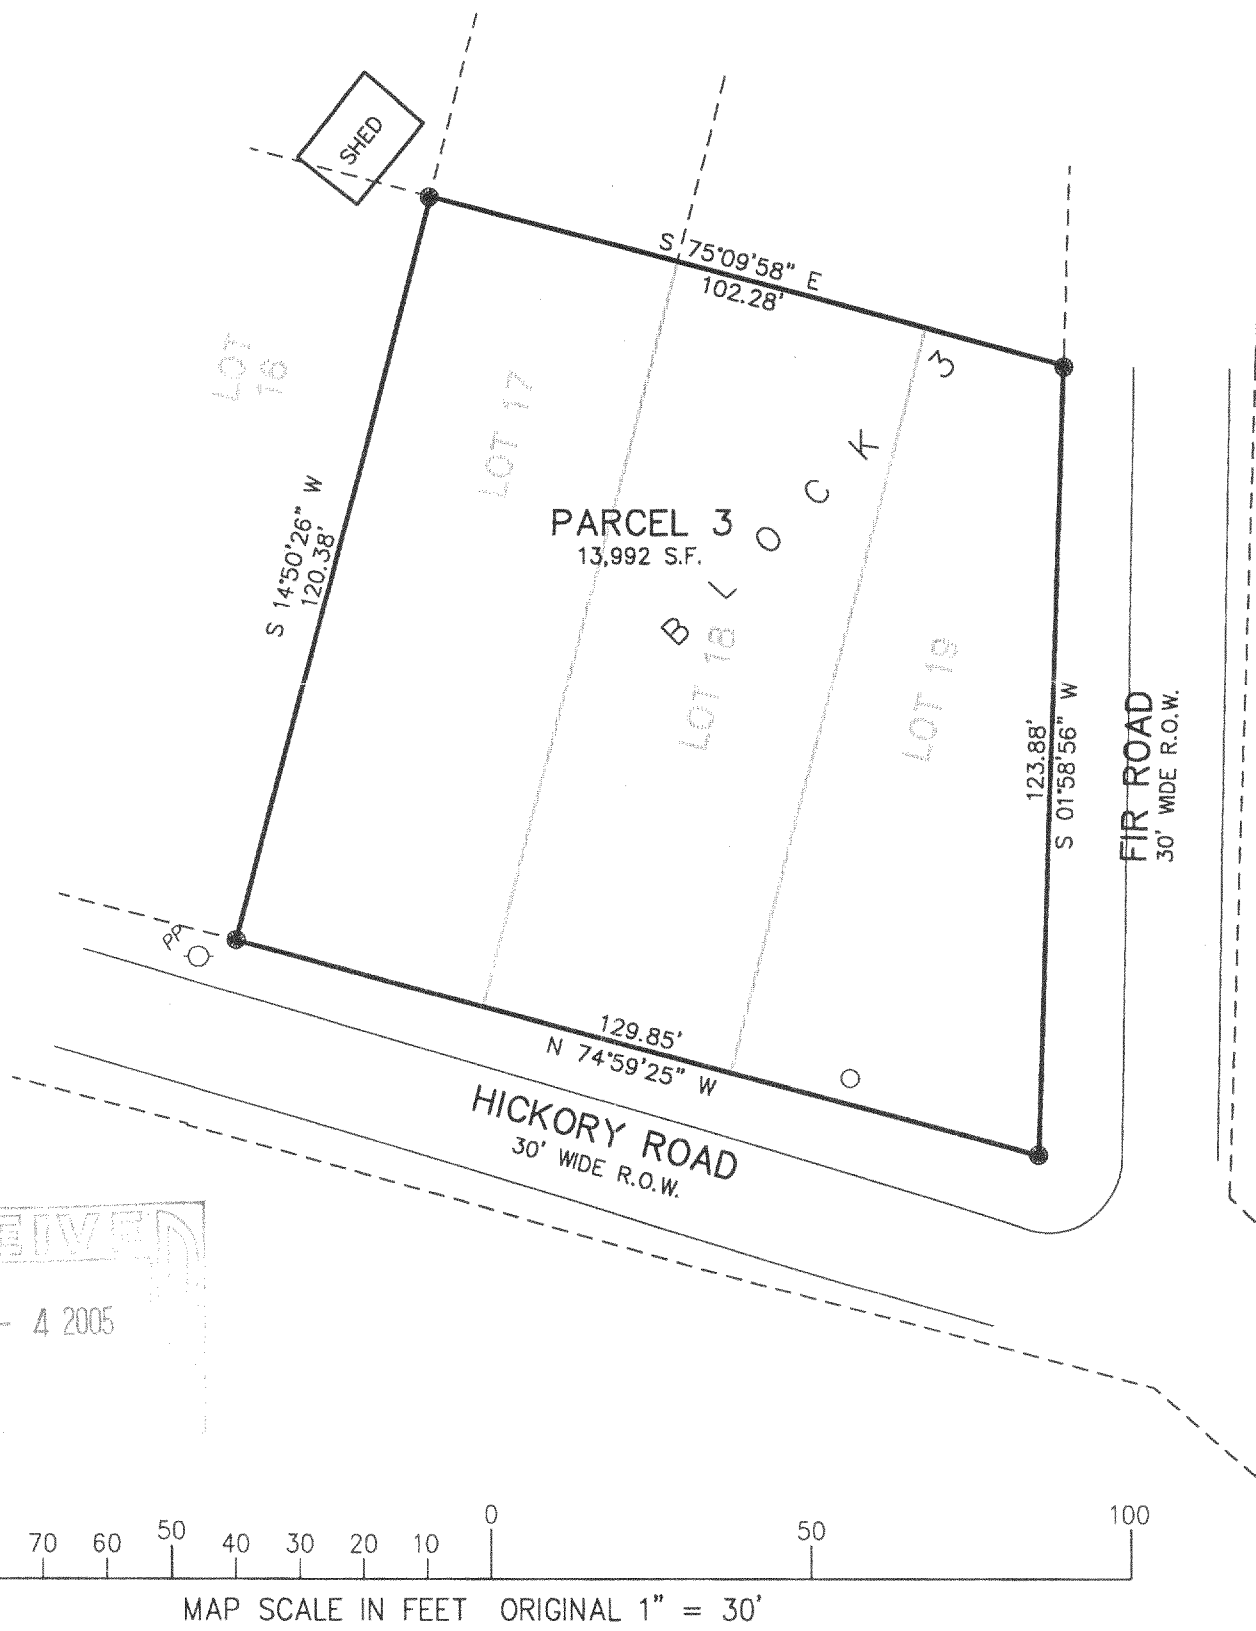 SHED
S 75°09'58" E
102.28'
3
LOT
16
LOT 17
K
C
S 14°50'26" W
120.38'
PARCEL 3
13,992 S.F.
O
L
B
LOT 18
LOT 19
123.88'
S 01°58'56" W
FIR ROAD
30' WIDE R.O.W.
PP
129.85'
N 74°59'25" W
HICKORY ROAD
30' WIDE R.O.W.
EIVE
- 4 2005
70 60 50 40 30 20 10 0 50 100
MAP SCALE IN FEET ORIGINAL 1" = 30'